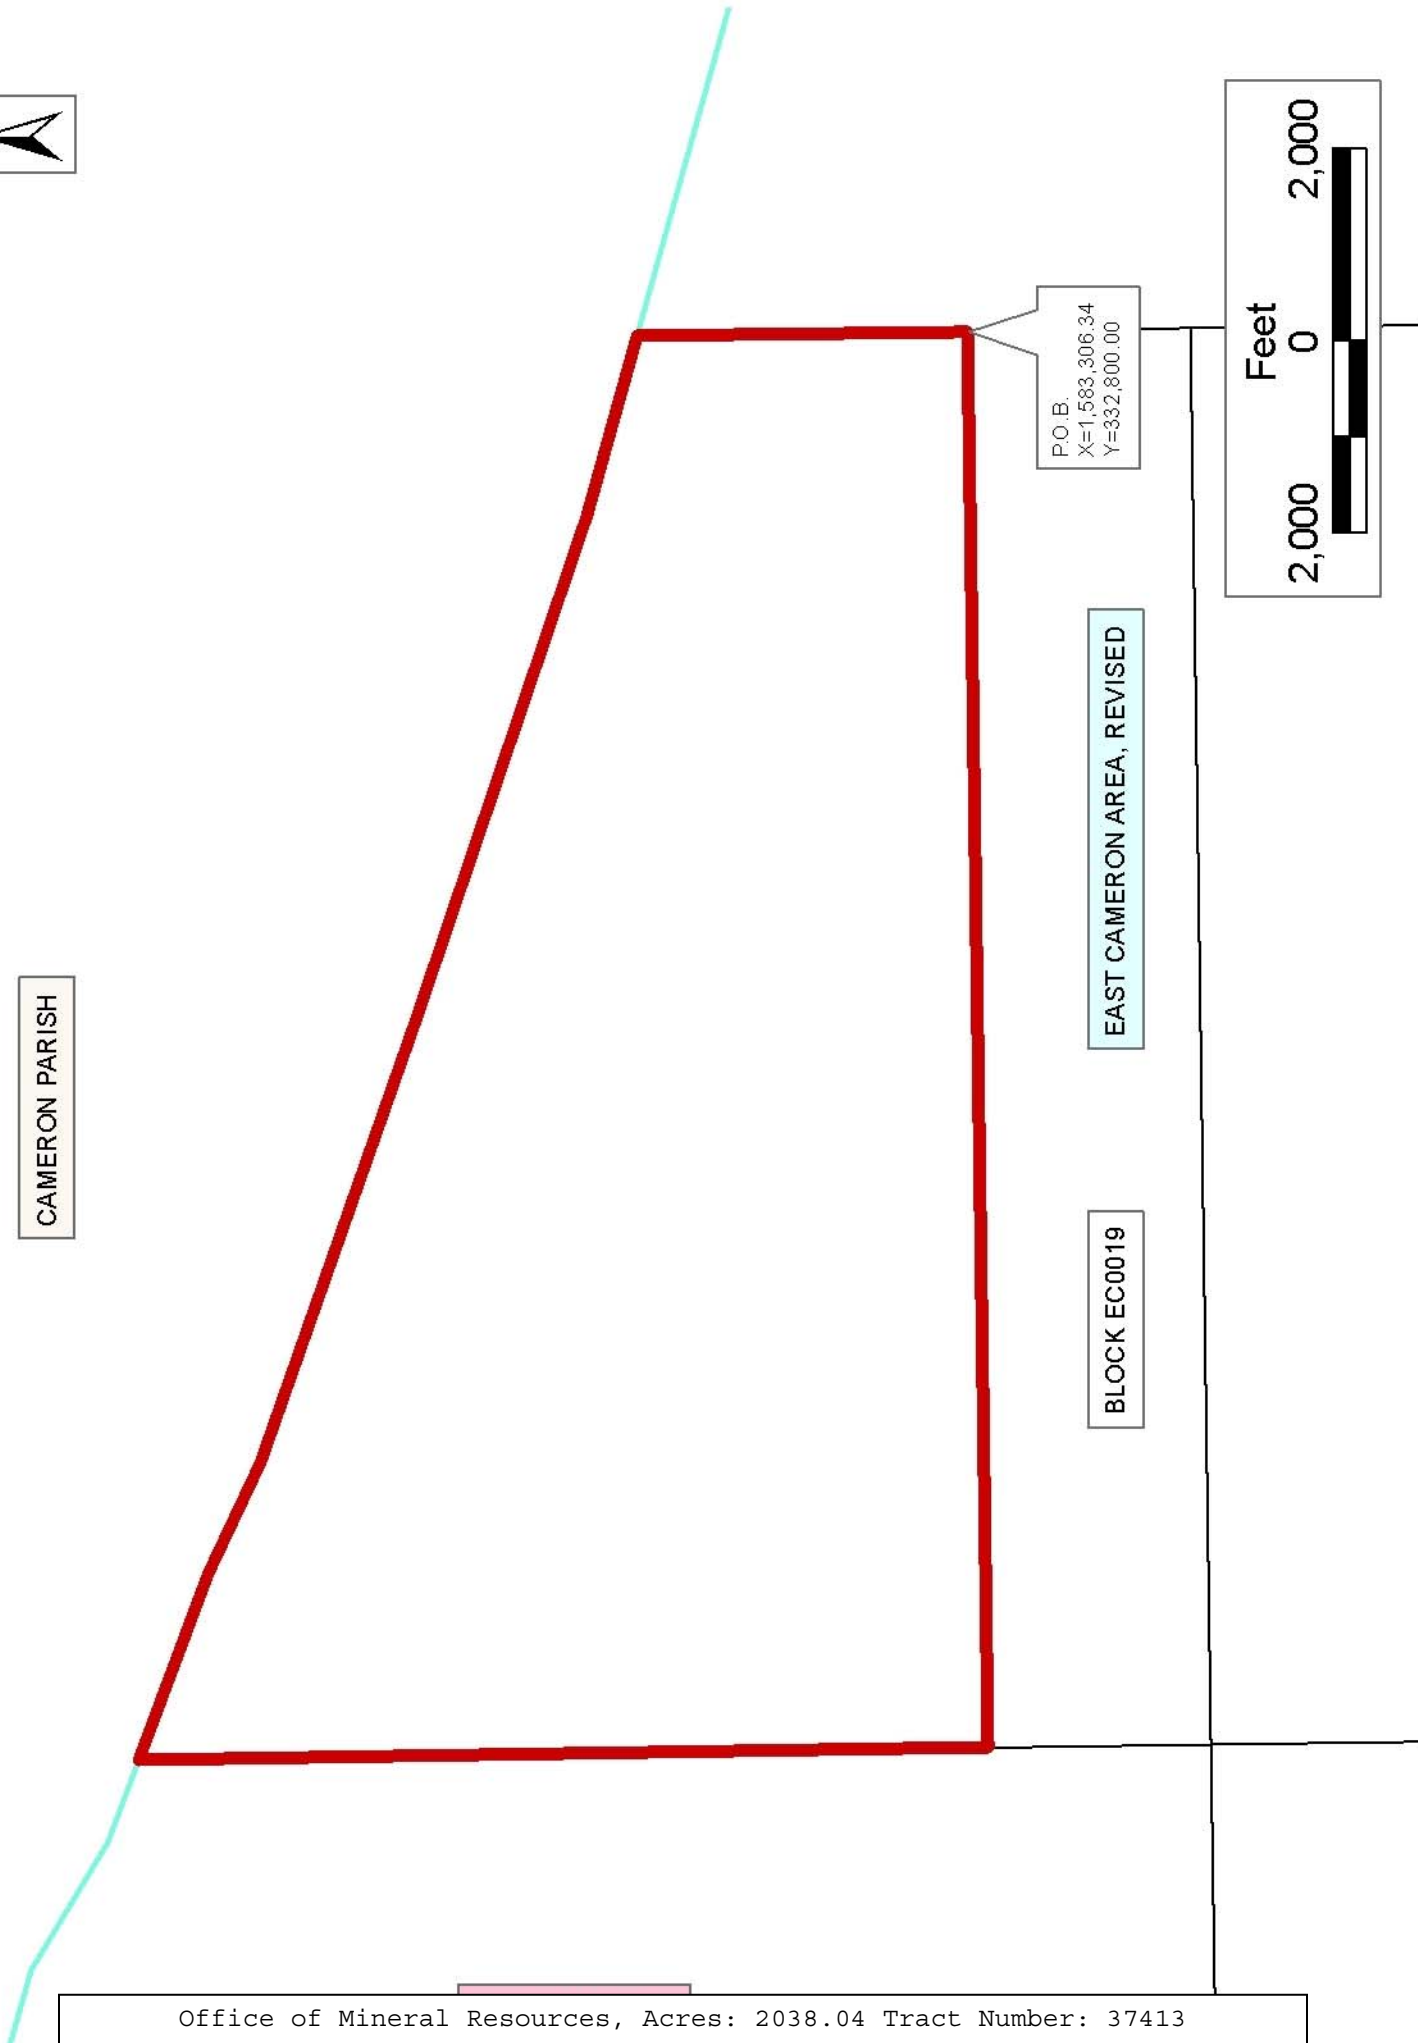 CAMERON PARISH
P.O.B.
X=1,583,306.34
Y=332,800.00
EAST CAMERON AREA, REVISED
BLOCK EC0019
Feet
2,000 0 2,000
Office of Mineral Resources, Acres: 2038.04 Tract Number: 37413